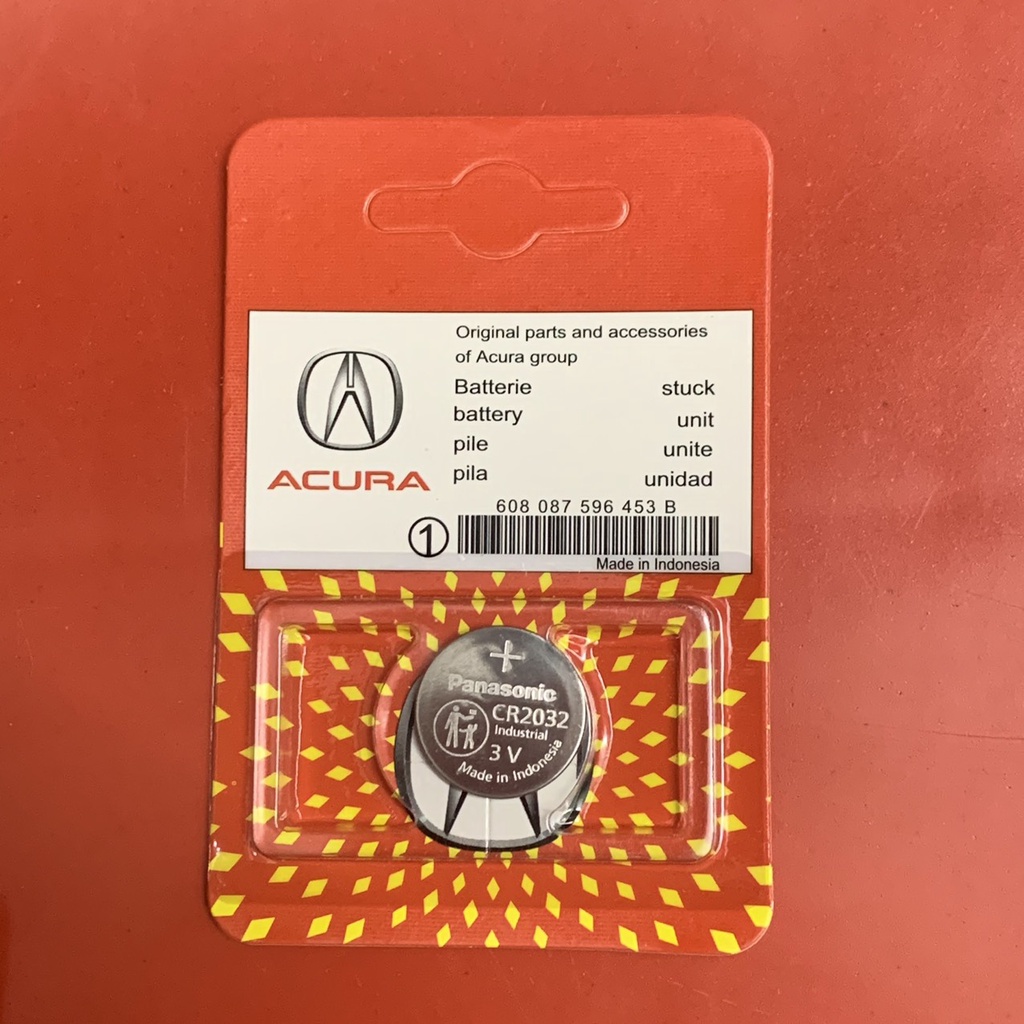 Original parts and accessories
of Acura group
Batterie stuck
battery unit
pile unite
pila unidad
ACURA
608 087 596 453 B
1
Made in Indonesia
+
Panasonic
CR2032
Industrial
3 V
Made in Indonesia